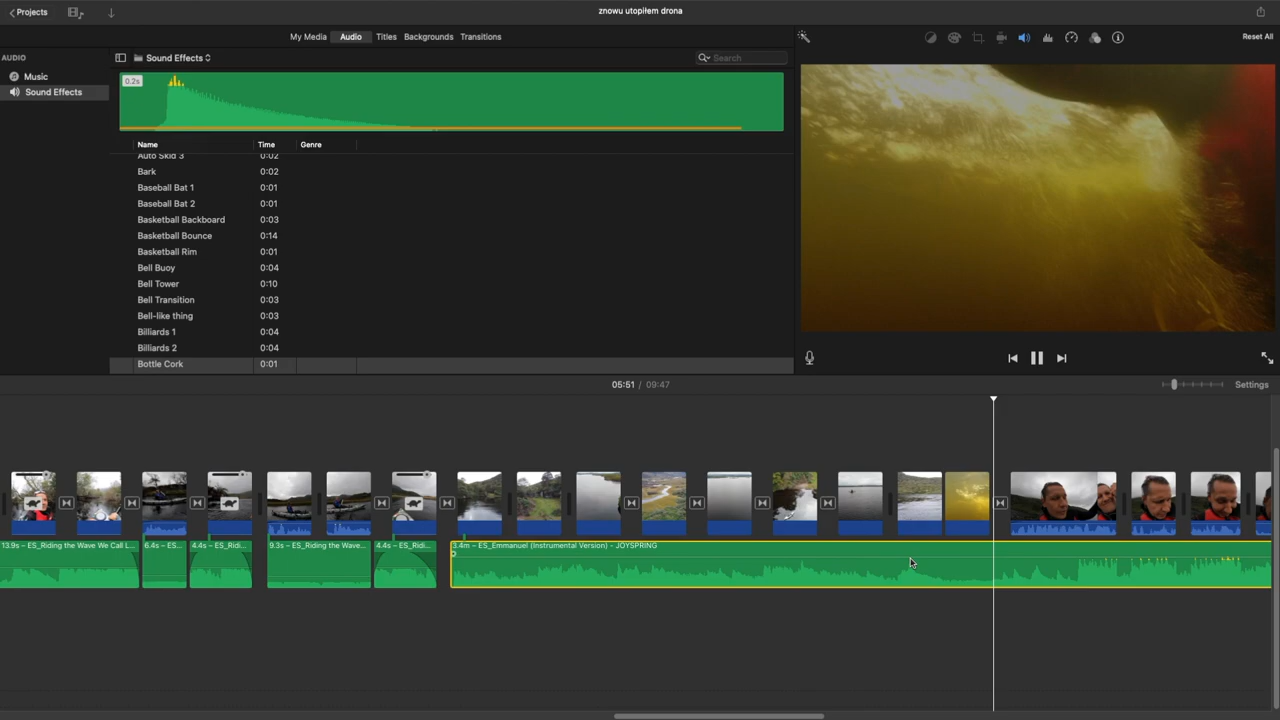 Projects
znowu utopiłem drona
My Media Audio Titles Backgrounds Transitions
Reset All
AUDIO
Music
Sound Effects
Sound Effects
Search
0.2s
Name Time Genre
Auto Skid 3 0:02
Bark 0:02
Baseball Bat 1 0:01
Baseball Bat 2 0:01
Basketball Backboard 0:03
Basketball Bounce 0:14
Basketball Rim 0:01
Bell Buoy 0:04
Bell Tower 0:10
Bell Transition 0:03
Bell-like thing 0:03
Billiards 1 0:04
Billiards 2 0:04
Bottle Cork 0:01
05:51 / 09:47
Settings
13.9s – ES_Riding the Wave We Call L... 6.4s – ES... 4.4s – ES_Ridi... 9.3s – ES_Riding the Wave... 4.4s – ES_Ridi... 3.4m – ES_Emmanuel (Instrumental Version) - JOYSPRING